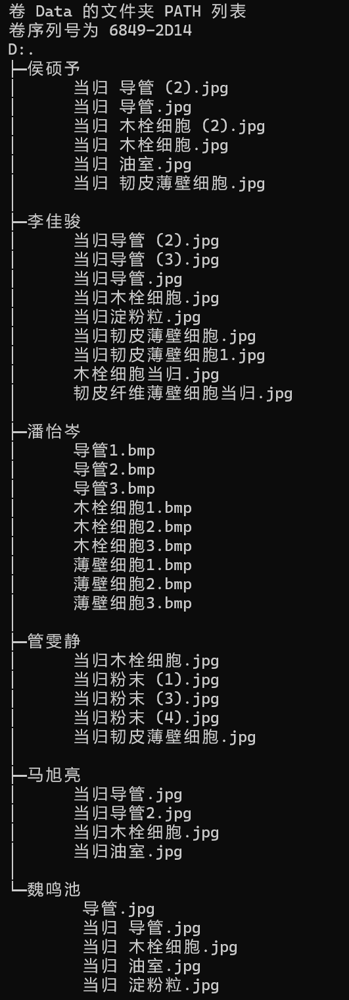 卷 Data 的文件夹 PATH 列表
卷序列号为 6849-2D14
D:.
├─侯硕予
│      当归 导管 (2).jpg
│      当归 导管.jpg
│      当归 木栓细胞 (2).jpg
│      当归 木栓细胞.jpg
│      当归 油室.jpg
│      当归 韧皮薄壁细胞.jpg
│
├─李佳骏
│      当归导管 (2).jpg
│      当归导管 (3).jpg
│      当归导管.jpg
│      当归木栓细胞.jpg
│      当归淀粉粒.jpg
│      当归韧皮薄壁细胞.jpg
│      当归韧皮薄壁细胞1.jpg
│      木栓细胞当归.jpg
│      韧皮纤维薄壁细胞当归.jpg
│
├─潘怡岑
│      导管1.bmp
│      导管2.bmp
│      导管3.bmp
│      木栓细胞1.bmp
│      木栓细胞2.bmp
│      木栓细胞3.bmp
│      薄壁细胞1.bmp
│      薄壁细胞2.bmp
│      薄壁细胞3.bmp
│
├─管雯静
│      当归木栓细胞.jpg
│      当归粉末 (1).jpg
│      当归粉末 (3).jpg
│      当归粉末 (4).jpg
│      当归韧皮薄壁细胞.jpg
│
├─马旭亮
│      当归导管.jpg
│      当归导管2.jpg
│      当归木栓细胞.jpg
│      当归油室.jpg
│
└─魏鸣池
        导管.jpg
        当归 导管.jpg
        当归 木栓细胞.jpg
        当归 油室.jpg
        当归 淀粉粒.jpg